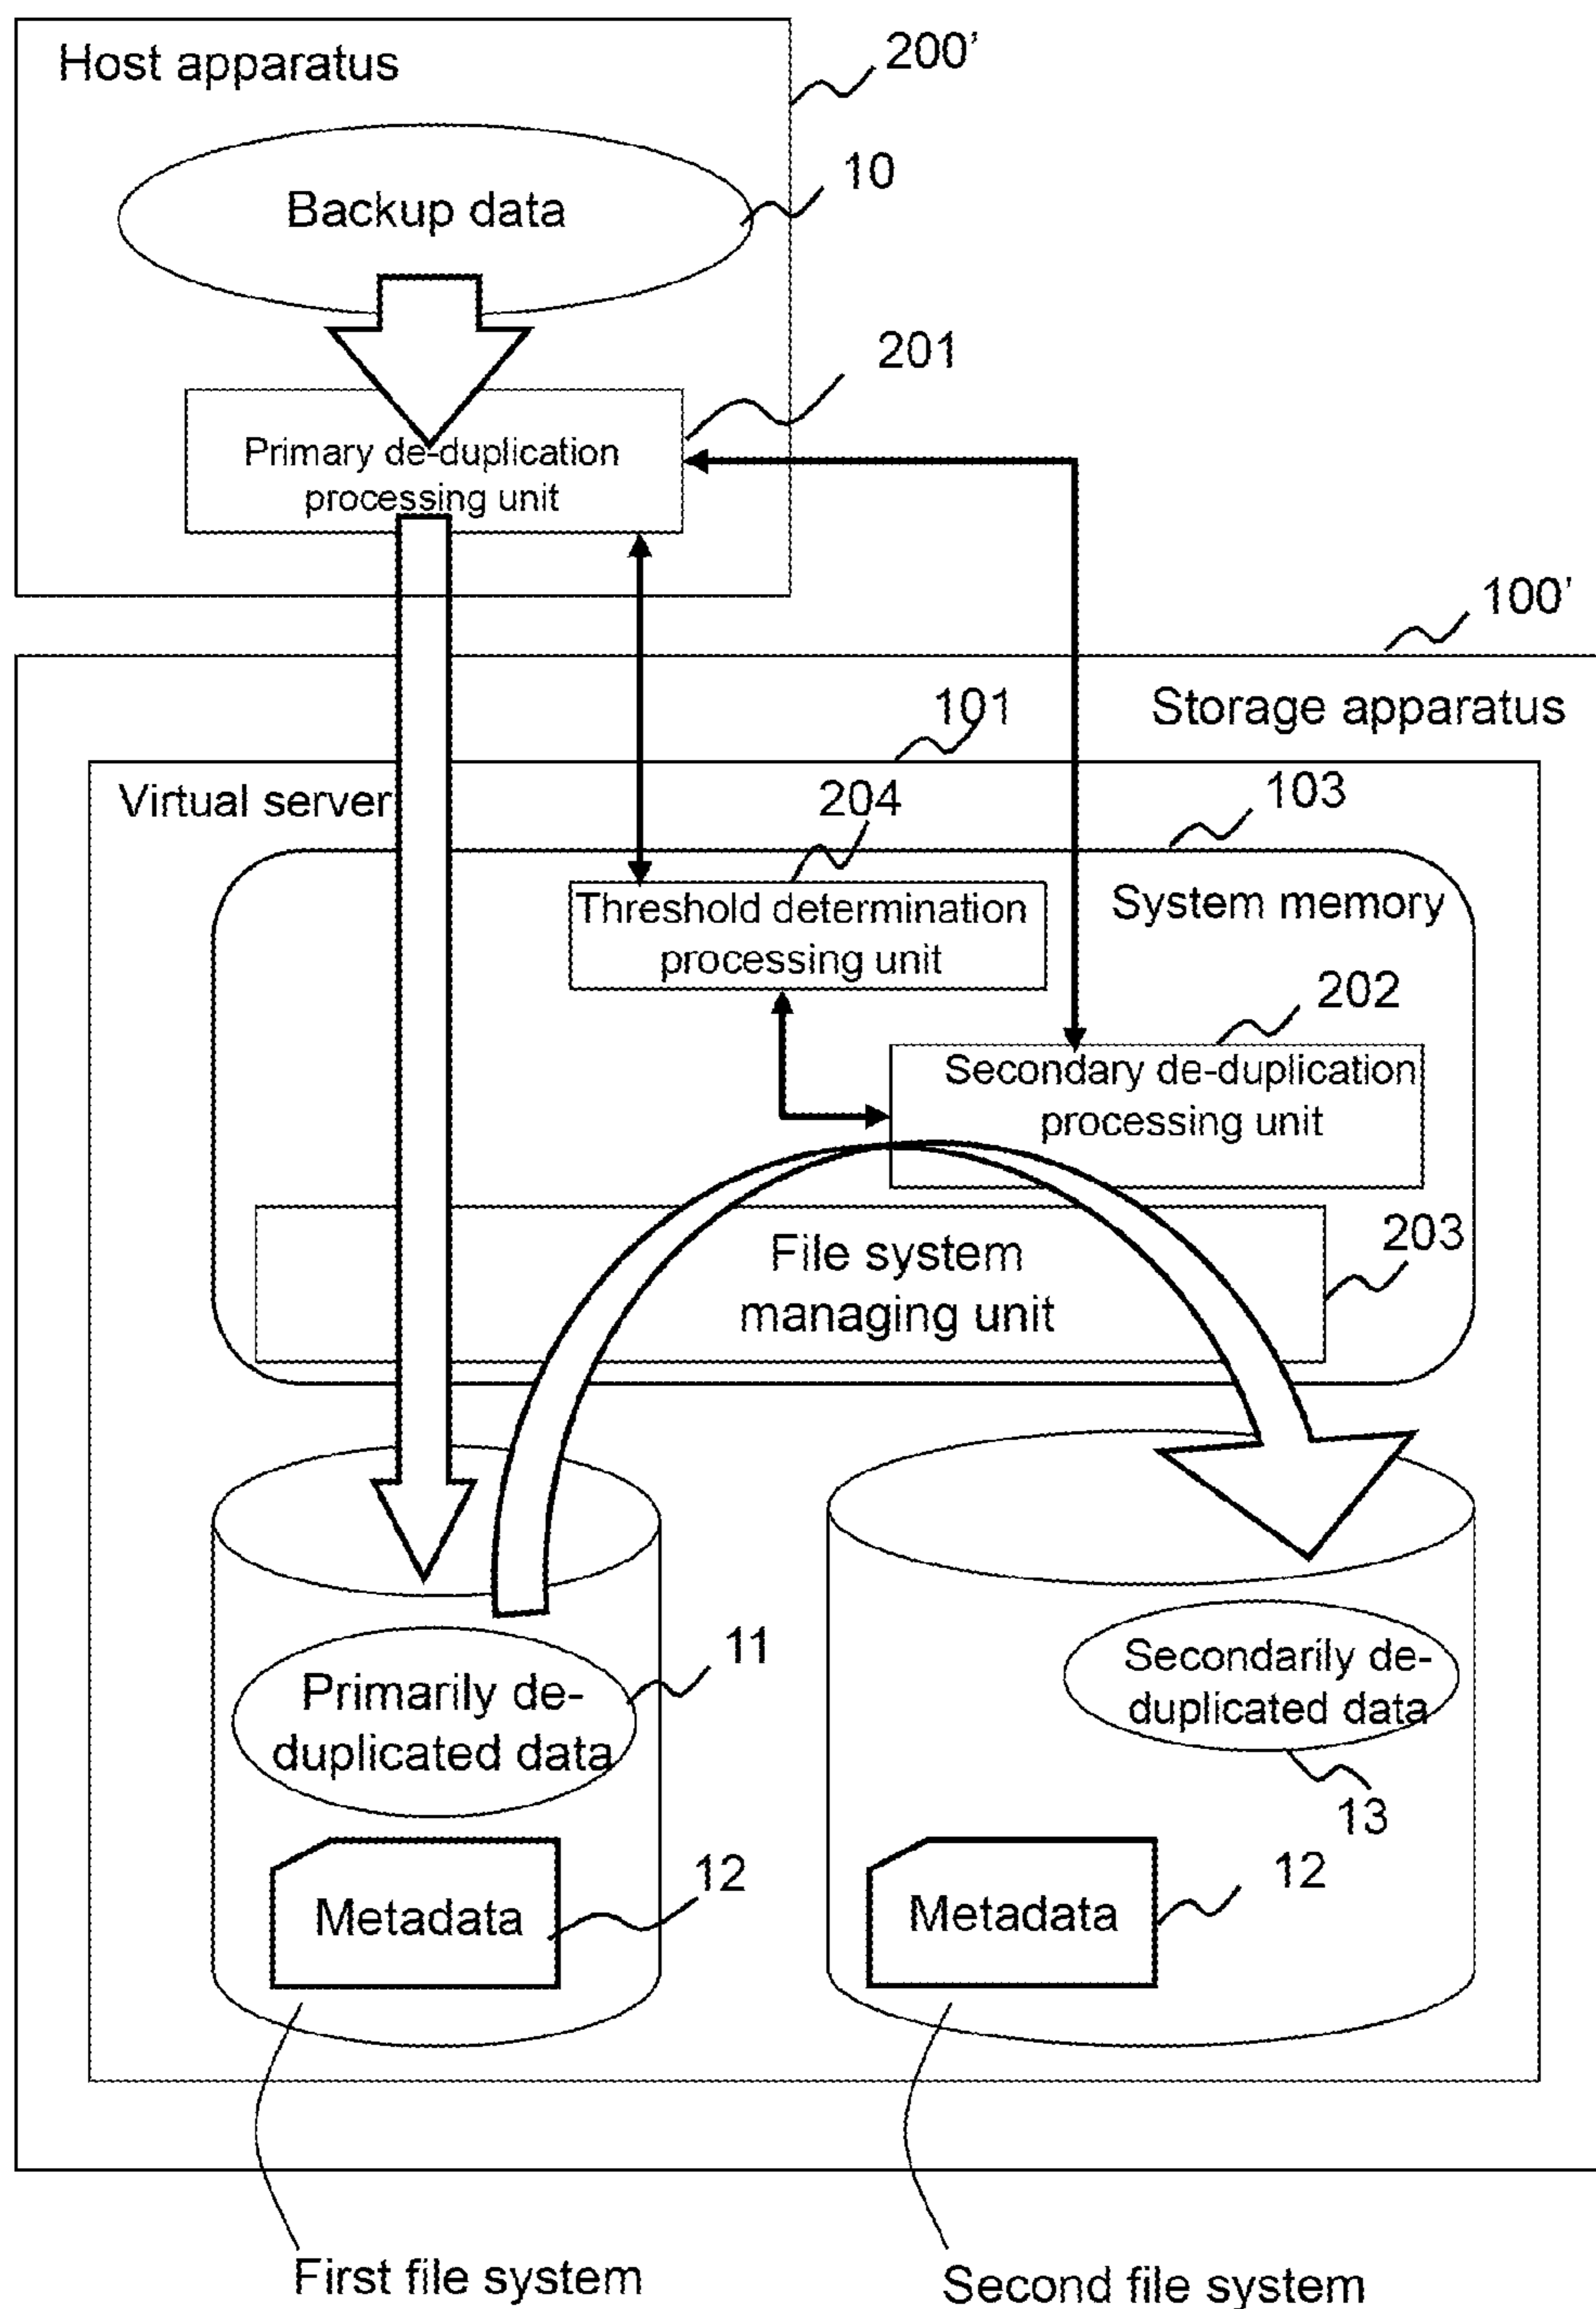 Host apparatus
200’
Backup data
10
201
Primary de-duplication
processing unit
100’
Storage apparatus
101
Virtual server
204
103
Threshold determination
processing unit
System memory
202
Secondary de-duplication
processing unit
203
File system
managing unit
11
Primarily de-
duplicated data
Secondarily de-
duplicated data
13
12
Metadata
12
Metadata
First file system
Second file system